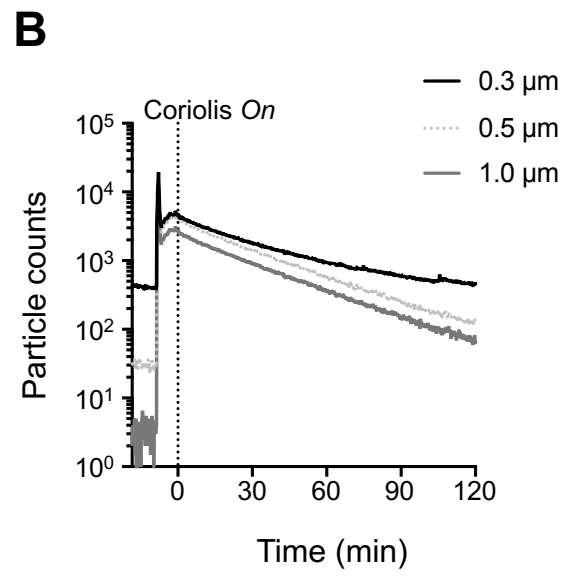 B
0.3 µm
0.5 µm
1.0 µm
Coriolis On
10⁵
10⁴
10³
10²
10¹
10⁰
Particle counts
0 30 60 90 120
Time (min)